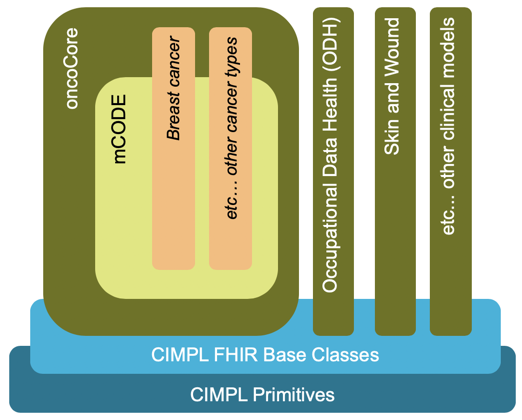 oncoCore
mCODE
Breast cancer
etc... other cancer types
Occupational Data Health (ODH)
Skin and Wound
etc... other clinical models
CIMPL FHIR Base Classes
CIMPL Primitives